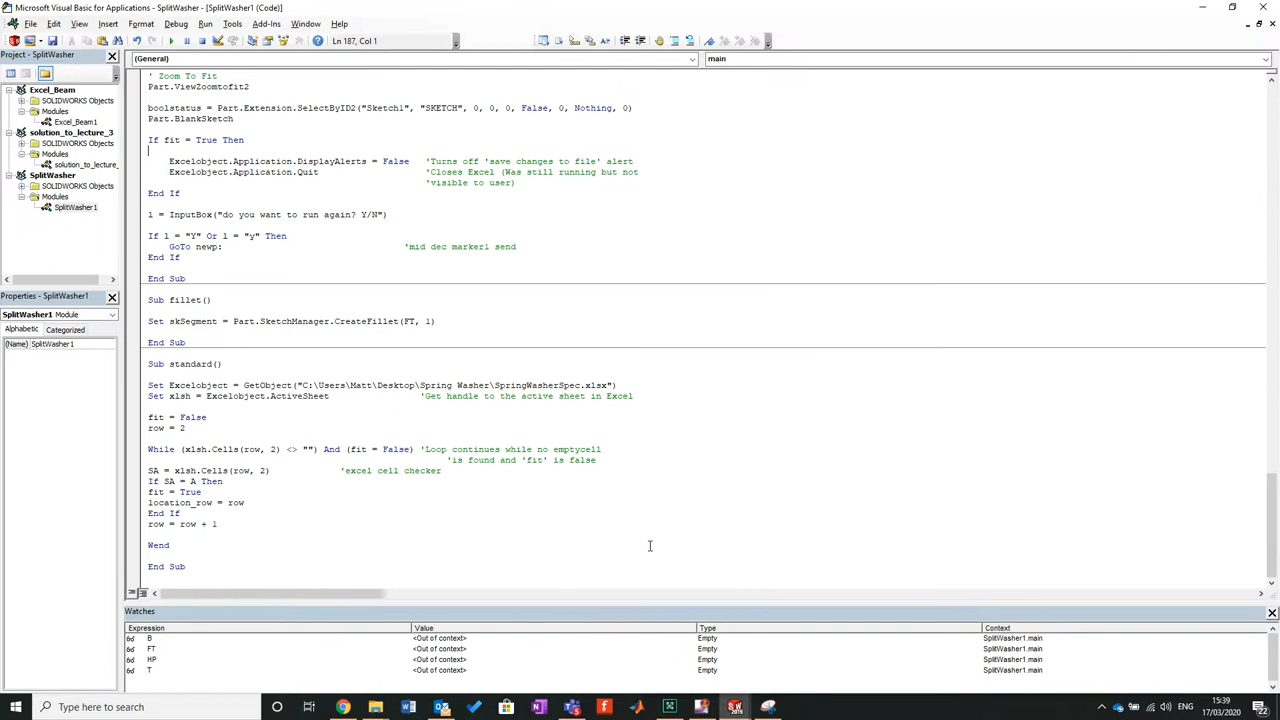 Microsoft Visual Basic for Applications - SplitWasher - [SplitWasher1 (Code)]
File Edit View Insert Format Debug Run Tools Add-Ins Window Help
Ln 187, Col 1
Project - SplitWasher
(General)
main
Excel_Beam
SOLIDWORKS Objects
Modules
Excel_Beam1
solution_to_lecture_3
SOLIDWORKS Objects
Modules
solution_to_lecture_
SplitWasher
SOLIDWORKS Objects
Modules
SplitWasher1
Properties - SplitWasher1
SplitWasher1 Module
Alphabetic Categorized
(Name) SplitWasher1
' Zoom To Fit
Part.ViewZoomtofit2
boolstatus = Part.Extension.SelectByID2("Sketch1", "SKETCH", 0, 0, 0, False, 0, Nothing, 0)
Part.BlankSketch
If fit = True Then
Excelobject.Application.DisplayAlerts = False 'Turns off 'save changes to file' alert
Excelobject.Application.Quit 'Closes Excel (Was still running but not
'visible to user)
End If
l = InputBox("do you want to run again? Y/N")
If l = "Y" Or l = "y" Then
GoTo newp: 'mid dec marker1 send
End If
End Sub
Sub fillet()
Set skSegment = Part.SketchManager.CreateFillet(FT, 1)
End Sub
Sub standard()
Set Excelobject = GetObject("C:\Users\Matt\Desktop\Spring Washer\SpringWasherSpec.xlsx")
Set xlsh = Excelobject.ActiveSheet 'Get handle to the active sheet in Excel
fit = False
row = 2
While (xlsh.Cells(row, 2) <> "") And (fit = False) 'Loop continues while no emptycell
'is found and 'fit' is false
SA = xlsh.Cells(row, 2) 'excel cell checker
If SA = A Then
fit = True
location_row = row
End If
row = row + 1
Wend
End Sub
Watches
Expression Value Type Context
B <Out of context> Empty SplitWasher1.main
FT <Out of context> Empty SplitWasher1.main
HP <Out of context> Empty SplitWasher1.main
T <Out of context> Empty SplitWasher1.main
Type here to search
ENG
15:39
17/03/2020